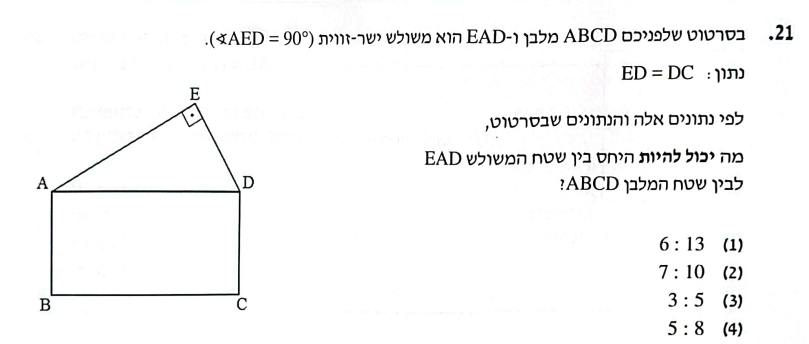 21. בסרטוט שלפניכם ABCD מלבן ו-EAD הוא משולש ישר-זווית (∢AED = 90°).
נתון: ED = DC
לפי נתונים אלה והנתונים שבסרטוט,
מה יכול להיות היחס בין שטח המשולש EAD
לבין שטח המלבן ABCD?
(1) 6 : 13
(2) 7 : 10
(3) 3 : 5
(4) 5 : 8
E
A
D
B
C